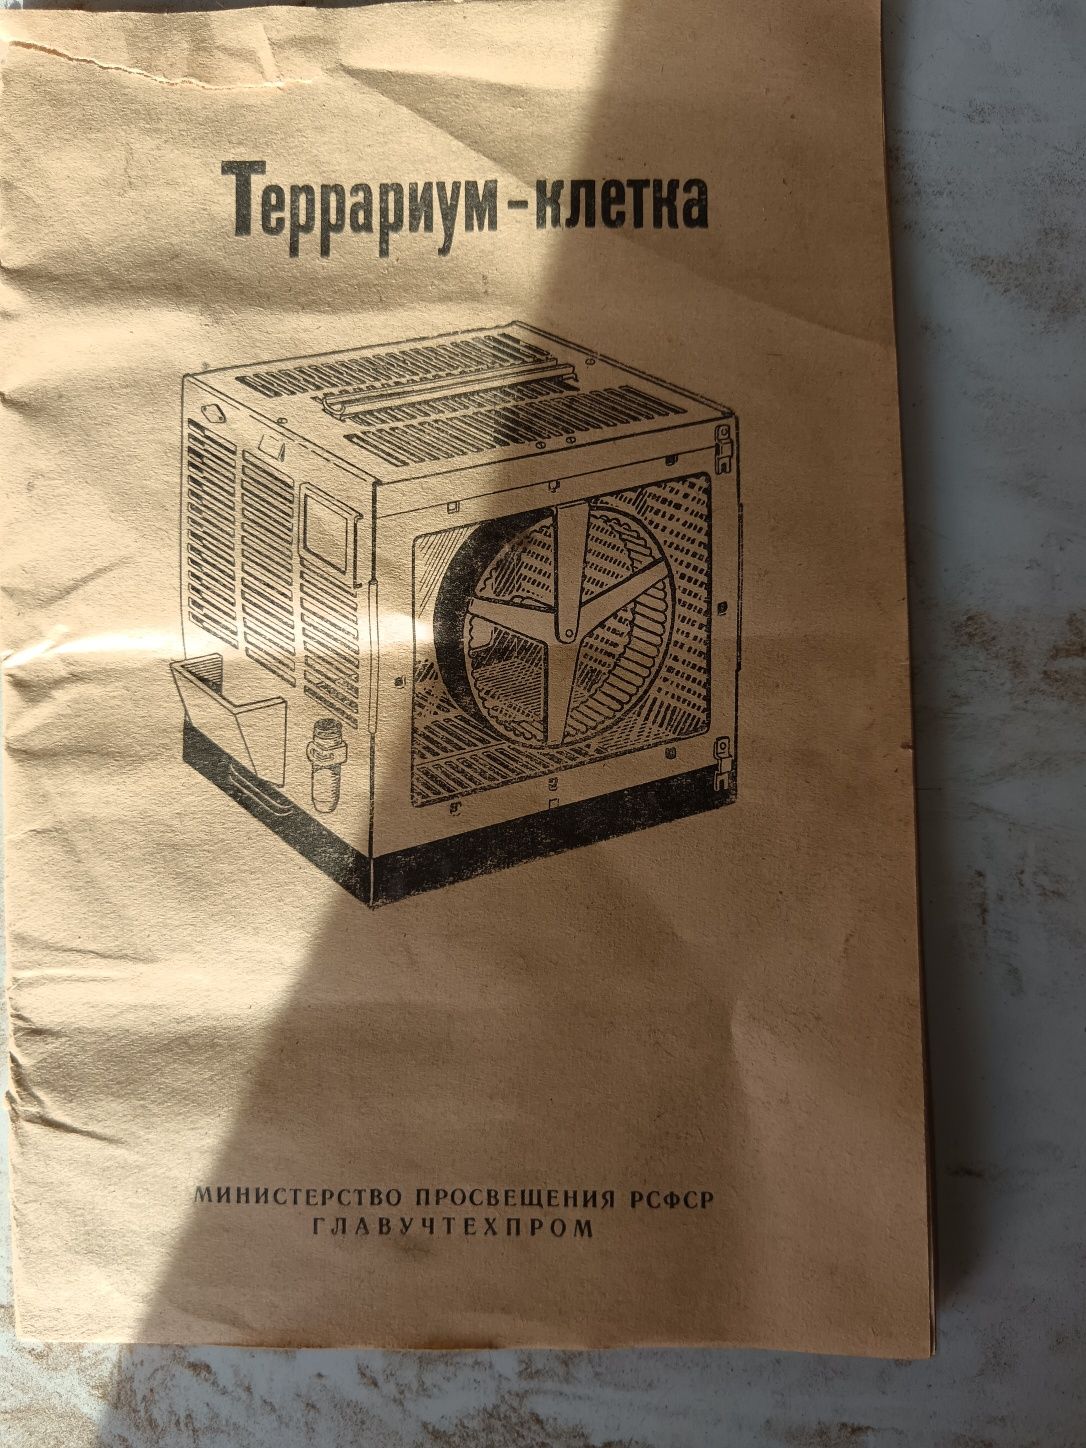 Террариум-клетка
МИНИСТЕРСТВО ПРОСВЕЩЕНИЯ РСФСР
ГЛАВУЧТЕХПРОМ